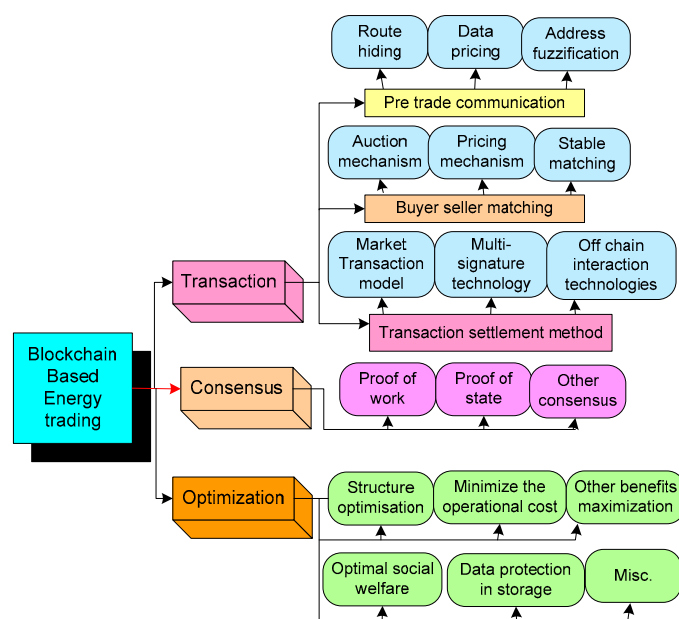 Route
hiding
Data
pricing
Address
fuzzification
Pre trade communication
Auction
mechanism
Pricing
mechanism
Stable
matching
Buyer seller matching
Market
Transaction
model
Multi-
signature
technology
Off chain
interaction
technologies
Transaction
Transaction settlement method
Blockchain
Based
Energy
trading
Consensus
Proof of
work
Proof of
state
Other
consensus
Optimization
Structure
optimisation
Minimize the
operational cost
Other benefits
maximization
Optimal social
welfare
Data protection
in storage
Misc.